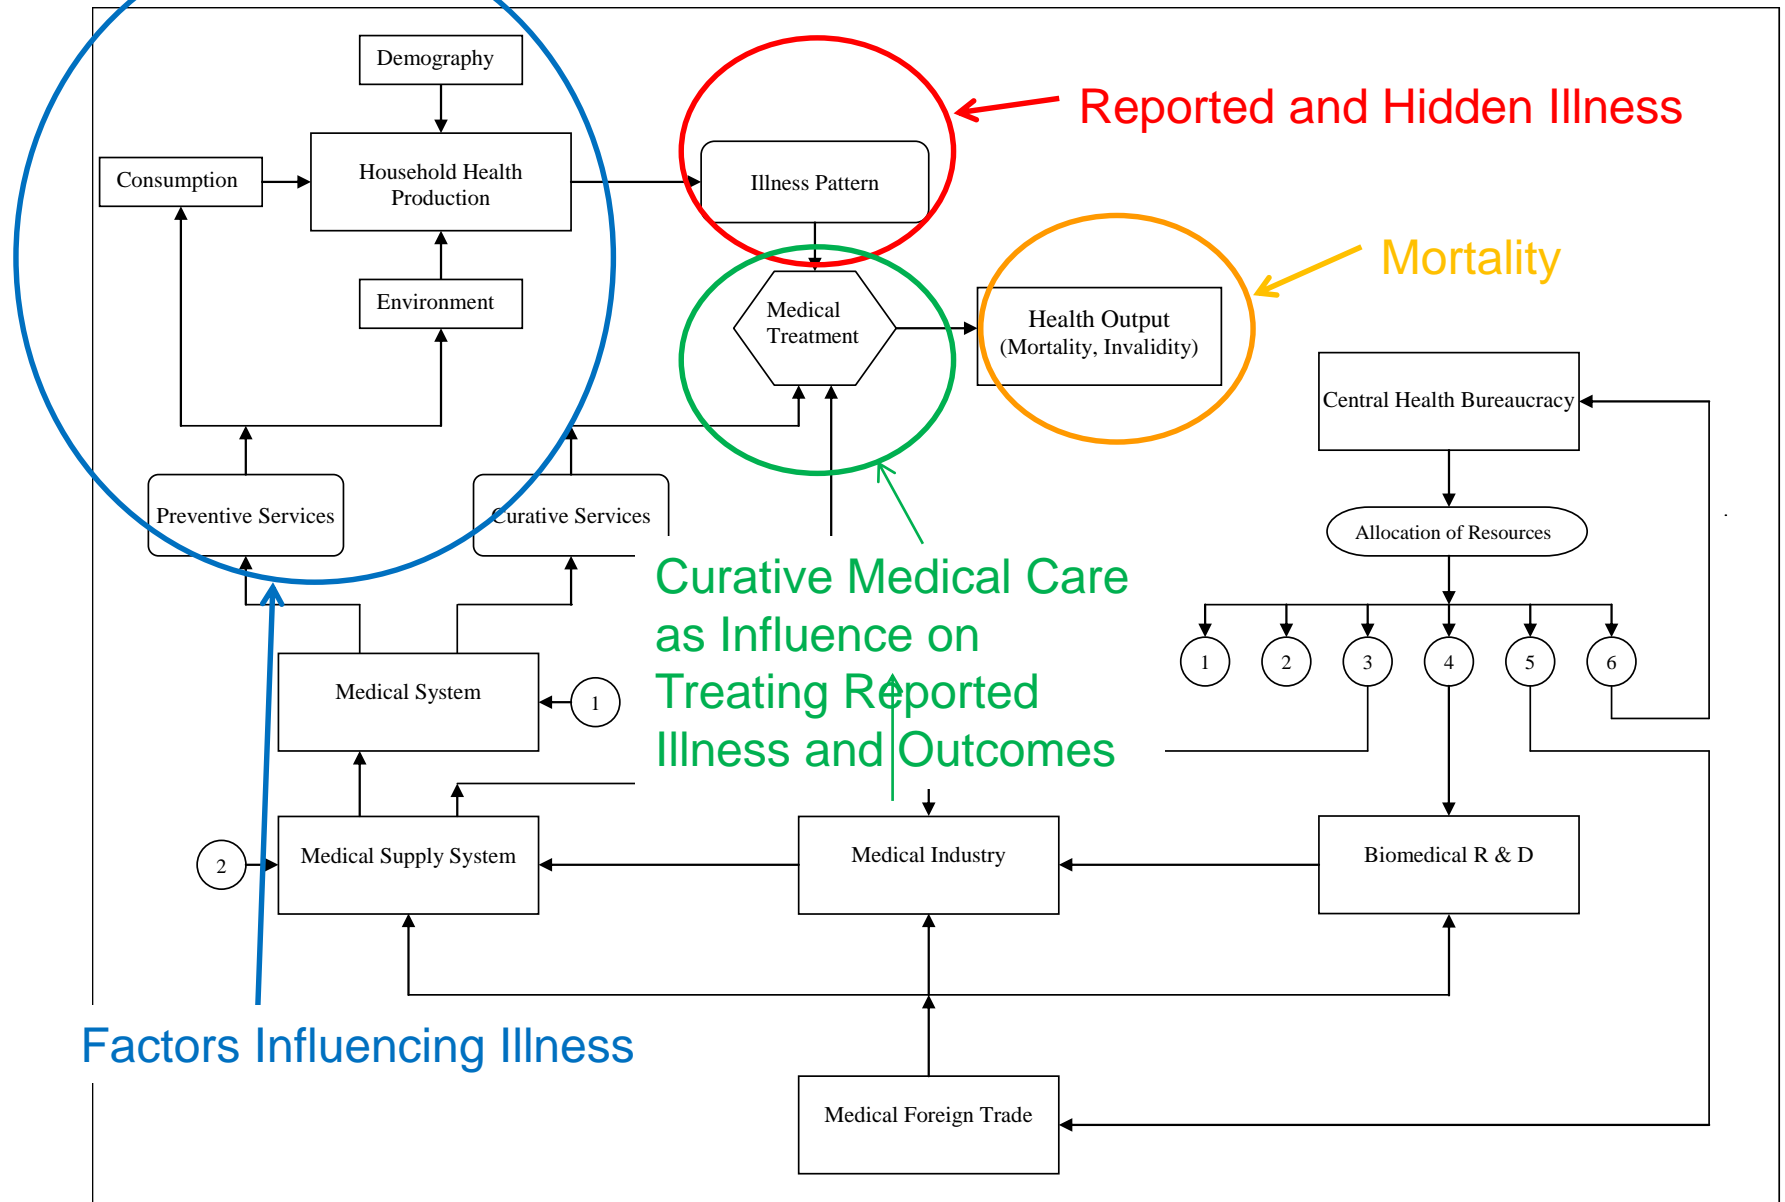 Demography
Reported and Hidden Illness
Consumption
Household Health
Production
Illness Pattern
Mortality
Environment
Medical
Treatment
Health Output
(Mortality, Invalidity)
Central Health Bureaucracy
Preventive Services
Curative Services
Allocation of Resources
Curative Medical Care
as Influence on
Treating Reported
Illness and Outcomes
1
2
3
4
5
6
Medical System
1
2
Medical Supply System
Medical Industry
Biomedical R & D
Factors Influencing Illness
Medical Foreign Trade